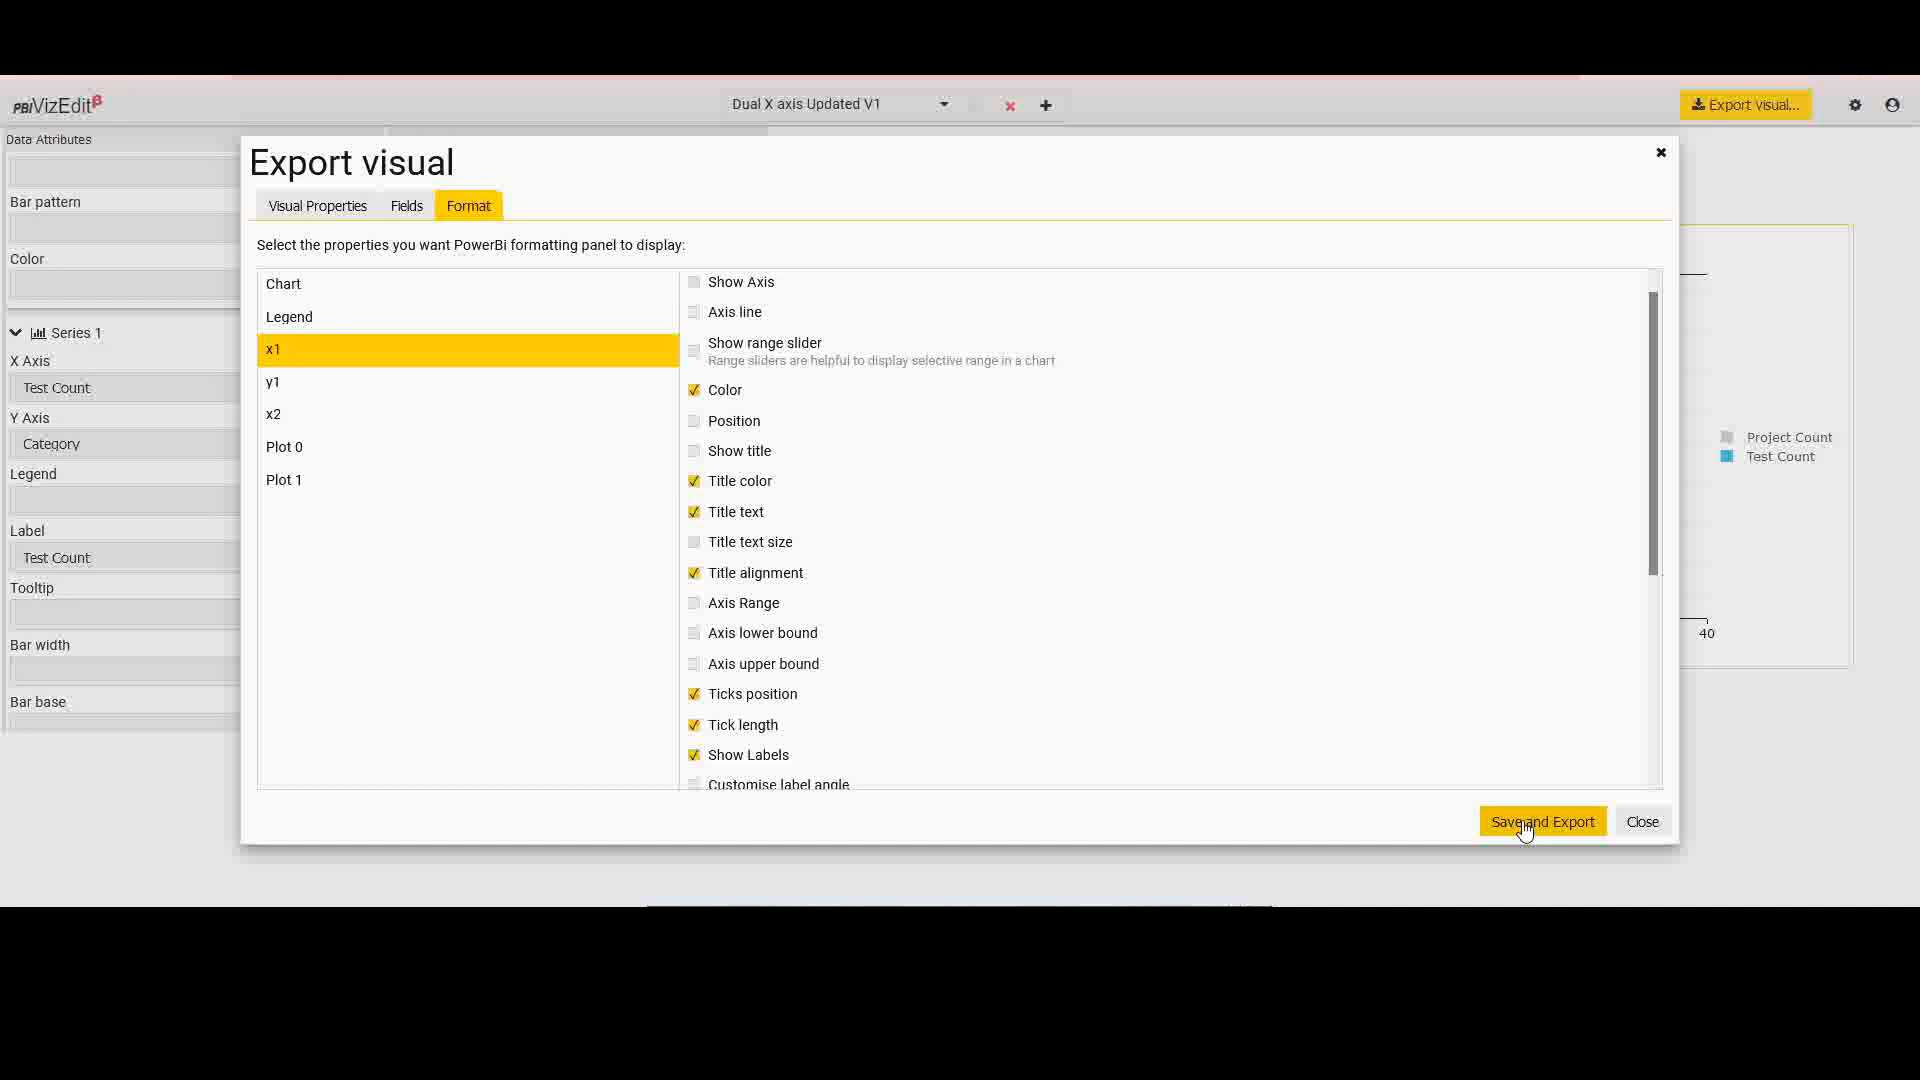 PBIVizEditβ
Dual X axis Updated V1
Export Visual...
Data Attributes
Bar pattern
Color
Series 1
X Axis
Test Count
Y Axis
Category
Legend
Label
Test Count
Tooltip
Bar width
Bar base
Export visual
Visual Properties
Fields
Format
Select the properties you want PowerBi formatting panel to display:
Chart
Legend
x1
y1
x2
Plot 0
Plot 1
Show Axis
Axis line
Show range slider
Range sliders are helpful to display selective range in a chart
Color
Position
Show title
Title color
Title text
Title text size
Title alignment
Axis Range
Axis lower bound
Axis upper bound
Ticks position
Tick length
Show Labels
Customise label angle
Save and Export
Close
Project Count
Test Count
40